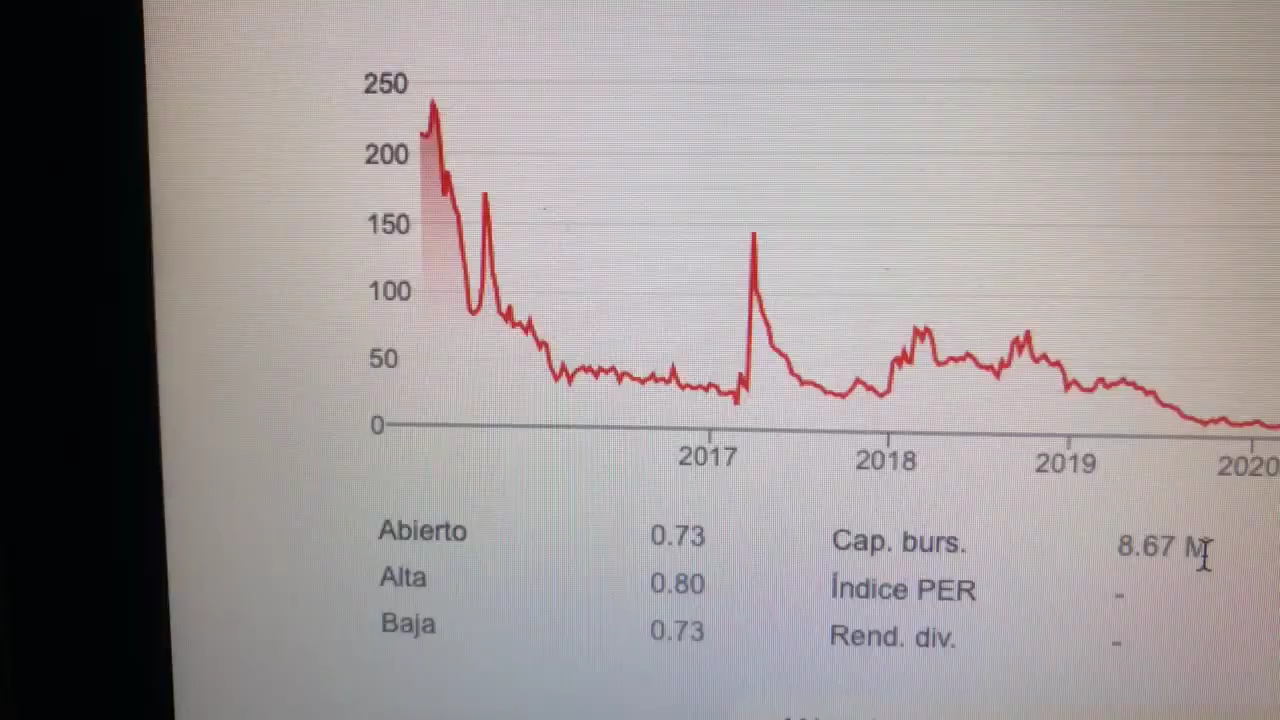 250
200
150
100
50
0
2017 2018 2019 2020
Abierto 0.73 Cap. burs. 8.67 M
Alta 0.80 Índice PER -
Baja 0.73 Rend. div. -